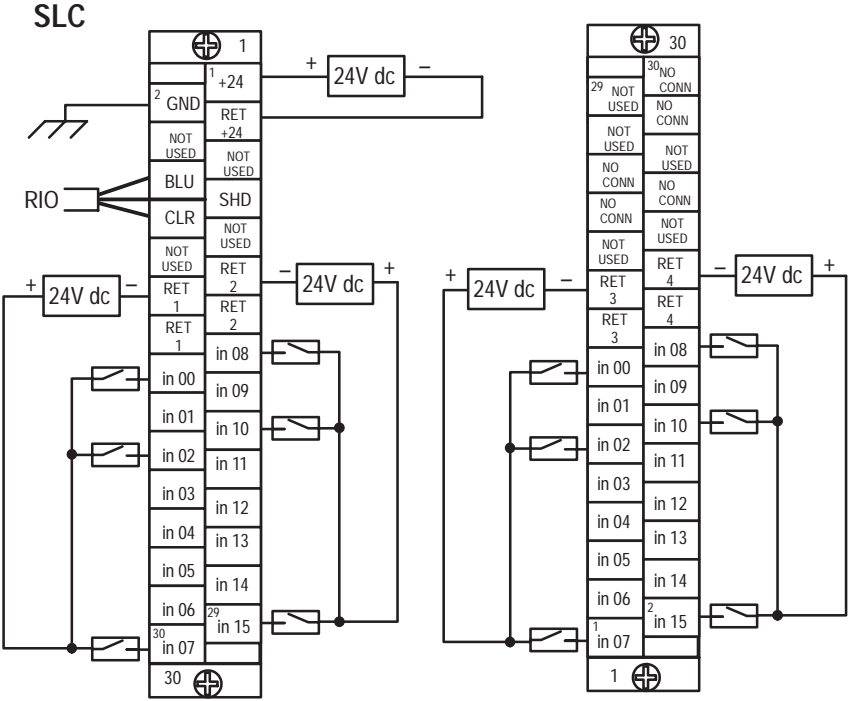 SLC
1
1 +24
+ 24V dc –
2 GND
RET
+24
NOT
USED
NOT
USED
RIO
BLU
SHD
CLR
NOT
USED
NOT
USED
RET
2
– 24V dc +
+ 24V dc –
RET
1
RET
2
RET
1
in 08
in 00
in 09
in 01
in 10
in 02
in 11
in 03
in 12
in 04
in 13
in 05
in 14
in 06
29
in 15
30
in 07
30
30
30 NO
CONN
29 NOT
USED
NO
CONN
NOT
USED
NOT
USED
NO
CONN
NO
CONN
NO
CONN
NOT
USED
NOT
USED
RET
4
– 24V dc +
+ 24V dc –
RET
3
RET
4
RET
3
in 08
in 00
in 09
in 01
in 10
in 02
in 11
in 03
in 12
in 04
in 13
in 05
in 14
in 06
2
in 15
1
in 07
1